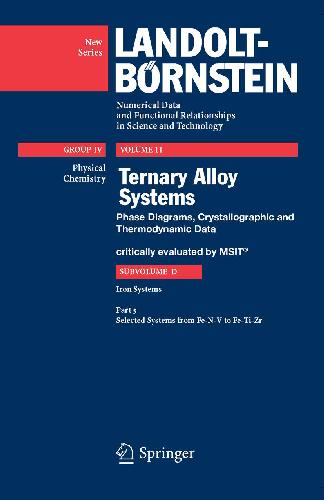 New
Series
LANDOLT-
BÖRNSTEIN
Numerical Data
and Functional Relationships
in Science and Technology
GROUP IV
VOLUME 11
Physical
Chemistry
Ternary Alloy
Systems
Phase Diagrams, Crystallographic and
Thermodynamic Data
critically evaluated by MSIT®
SUBVOLUME D
Iron Systems
Part 5
Selected Systems from Fe-N-V to Fe-Ti-Zr
Springer